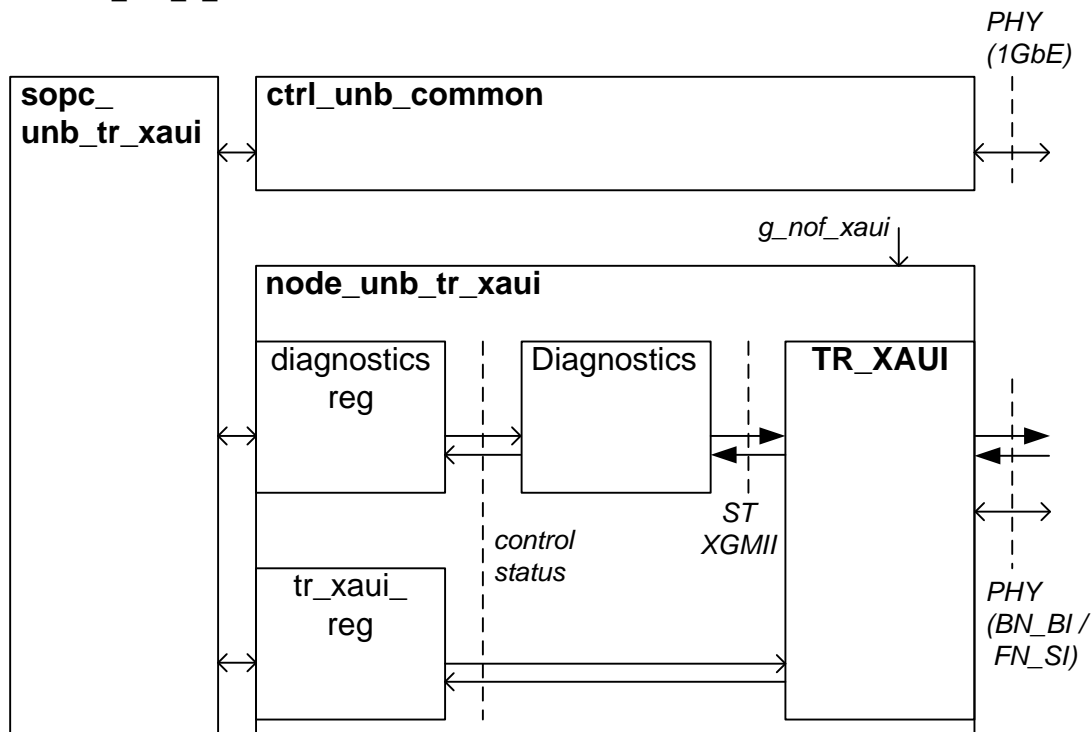 PHY
(1GbE)
sopc_
unb_tr_xaui
ctrl_unb_common
g_nof_xaui
node_unb_tr_xaui
diagnostics
reg
Diagnostics
TR_XAUI
ST
XGMII
control
status
tr_xaui_
reg
PHY
(BN_BI /
FN_SI)